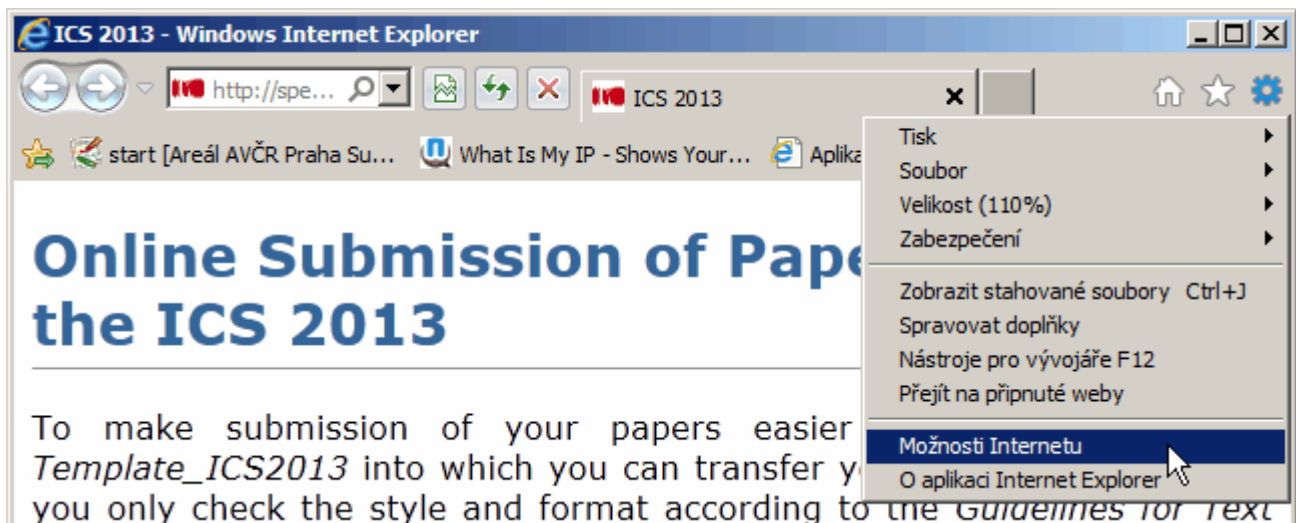 ICS 2013 - Windows Internet Explorer
http://spe...
ICS 2013
start [Areál AVČR Praha Su...
What Is My IP - Shows Your...
Aplika
Tisk
Soubor
Velikost (110%)
Zabezpečení
Zobrazit stahované soubory Ctrl+J
Spravovat doplňky
Nástroje pro vývojáře F12
Přejít na připnuté weby
Možnosti Internetu
O aplikaci Internet Explorer
Online Submission of Pape
the ICS 2013
To make submission of your papers easier
Template_ICS2013 into which you can transfer y
you only check the style and format according to the Guidelines for Text